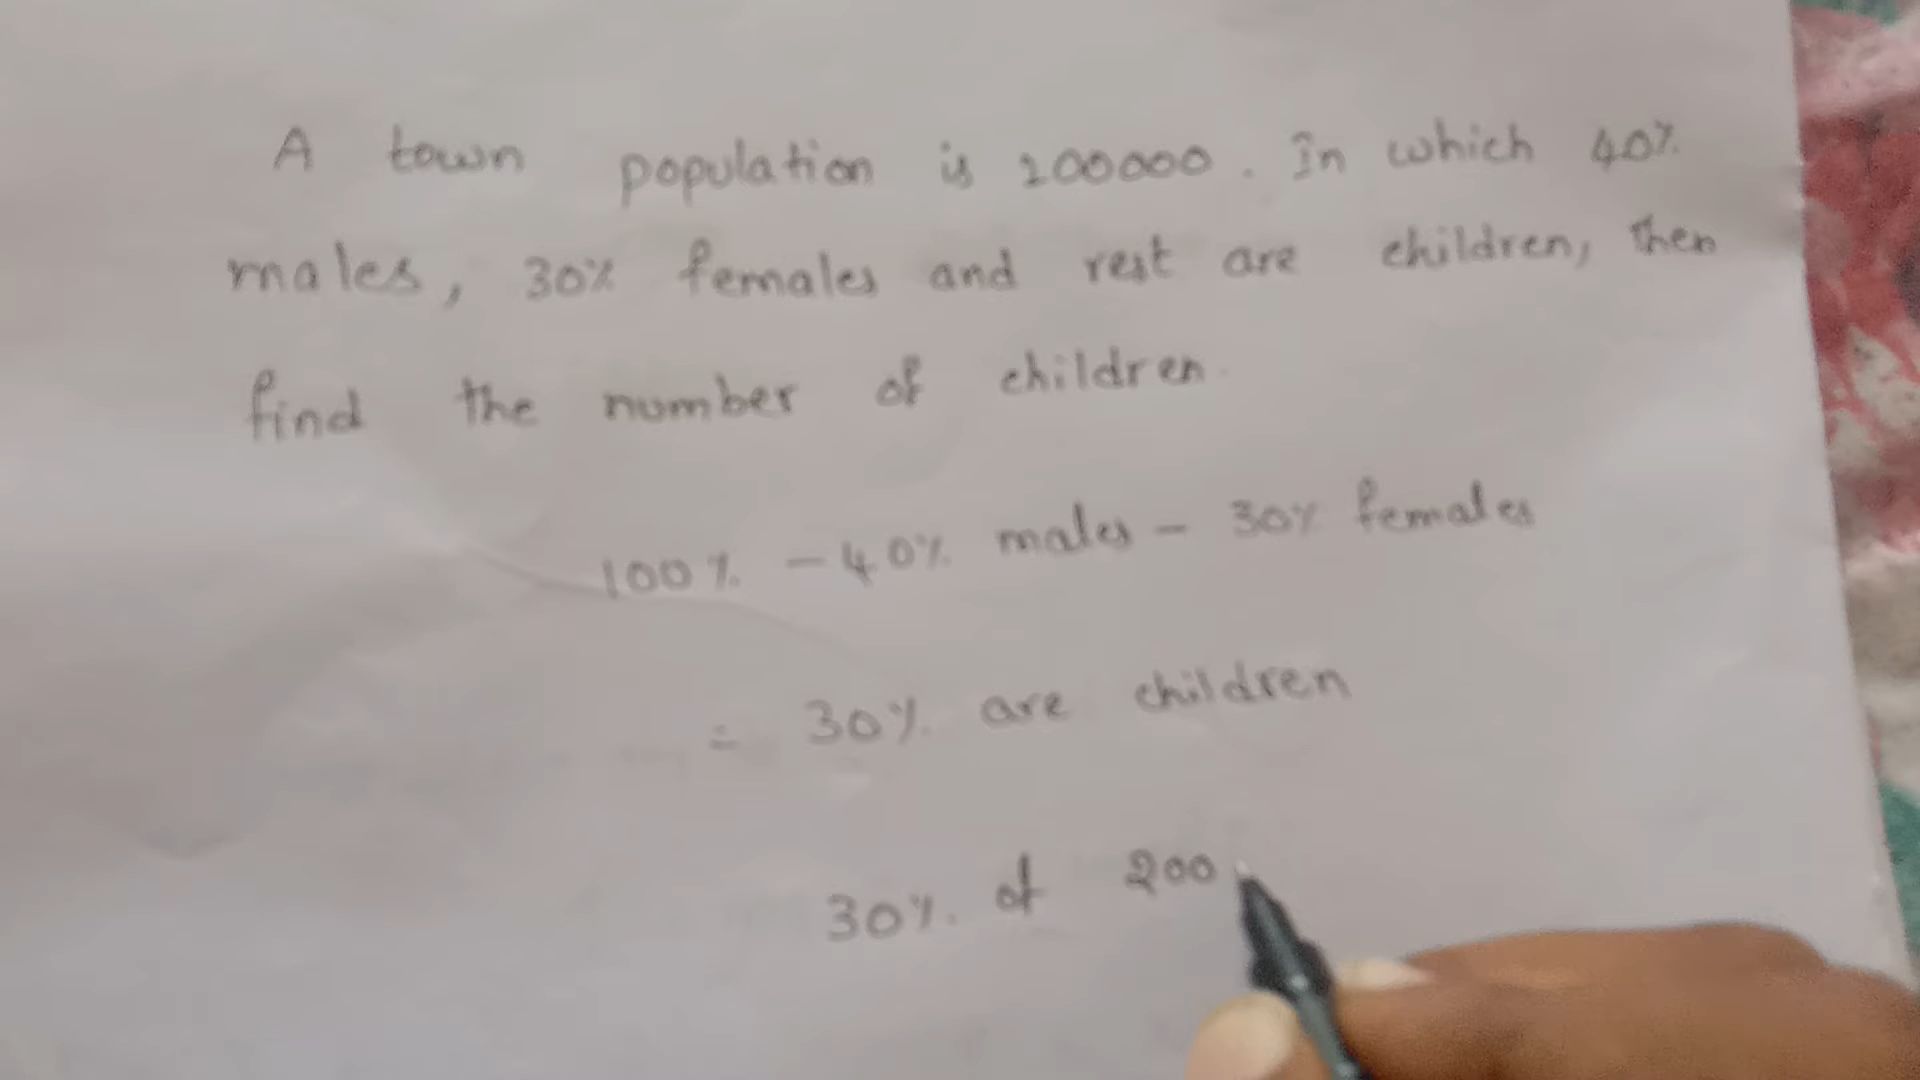 A town population is 200000. In which 40%
males, 30% females and rest are children, then
find the number of children.
100% - 40% males - 30% females
= 30% are children
30% of 200